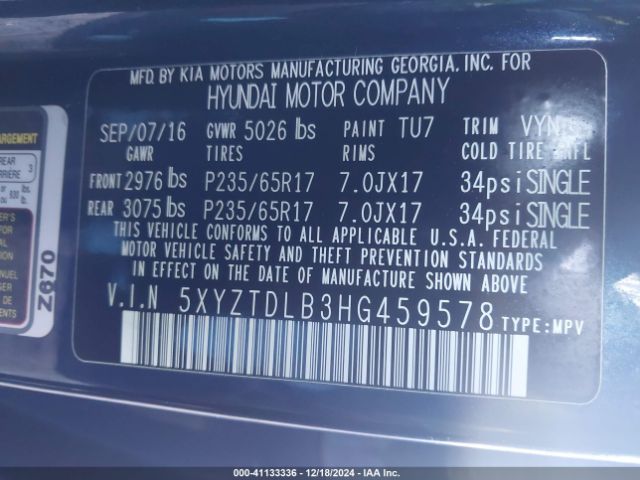 MFD. BY KIA MOTORS MANUFACTURING GEORGIA, INC. FOR
HYUNDAI MOTOR COMPANY
SEP/07/16 GVWR 5026 lbs PAINT TU7 TRIM VYN
GAWR TIRES RIMS COLD TIRE INFL
FRONT 2976 lbs P235/65R17 7.0JX17 34psi SINGLE
REAR 3075 lbs P235/65R17 7.0JX17 34psi SINGLE
THIS VEHICLE CONFORMS TO ALL APPLICABLE U.S.A. FEDERAL
MOTOR VEHICLE SAFETY AND THEFT PREVENTION STANDARDS
IN EFFECT ON THE DATE OF MANUFACTURE SHOWN ABOVE.
V.I.N 5XYZTDLB3HG459578 TYPE:MPV
Z670
REAR
3
000-41133336 - 12/18/2024 - IAA Inc.